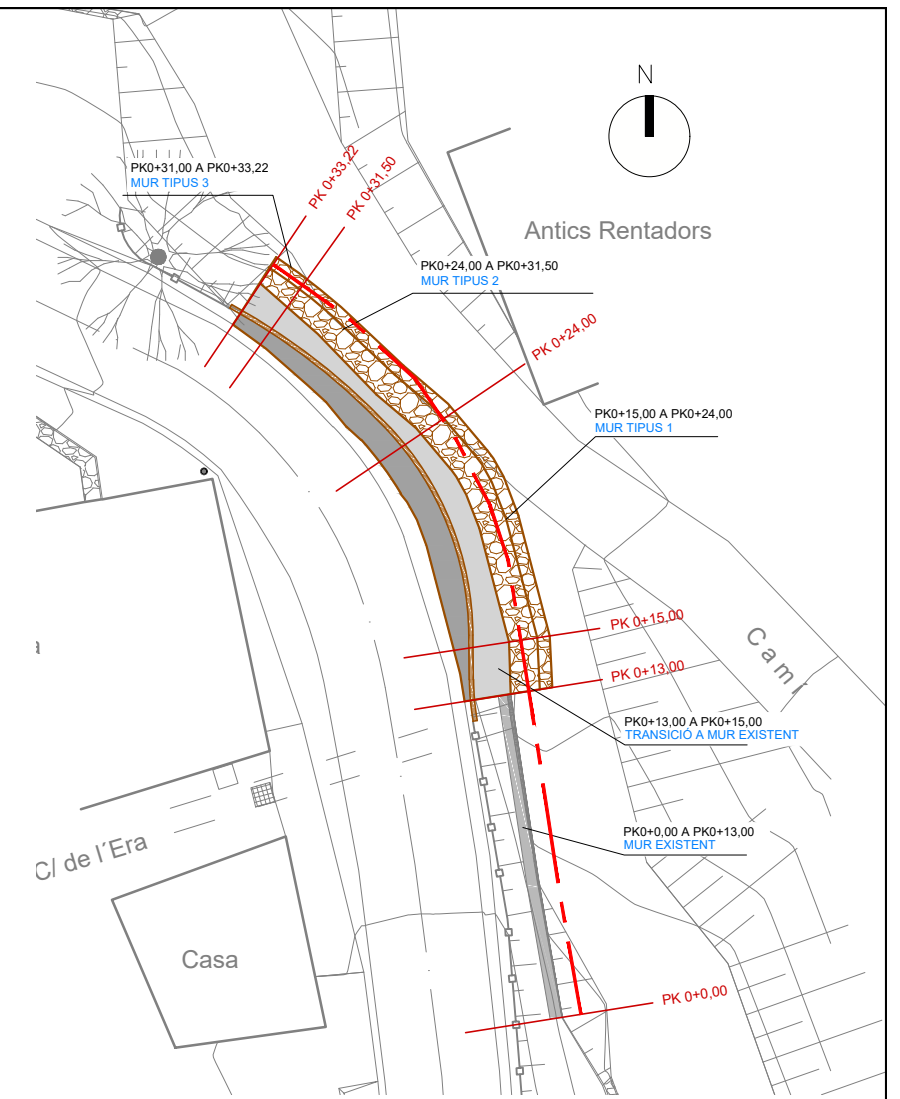 N
PK0+31,00 A PK0+33,22
MUR TIPUS 3
PK 0+33,22
PK 0+31,50
Antics Rentadors
PK0+24,00 A PK0+31,50
MUR TIPUS 2
PK 0+24,00
PK0+15,00 A PK0+24,00
MUR TIPUS 1
PK 0+15,00
Camí
PK 0+13,00
PK0+13,00 A PK0+15,00
TRANSICIÓ A MUR EXISTENT
PK0+0,00 A PK0+13,00
MUR EXISTENT
C/ de l´Era
Casa
PK 0+0,00